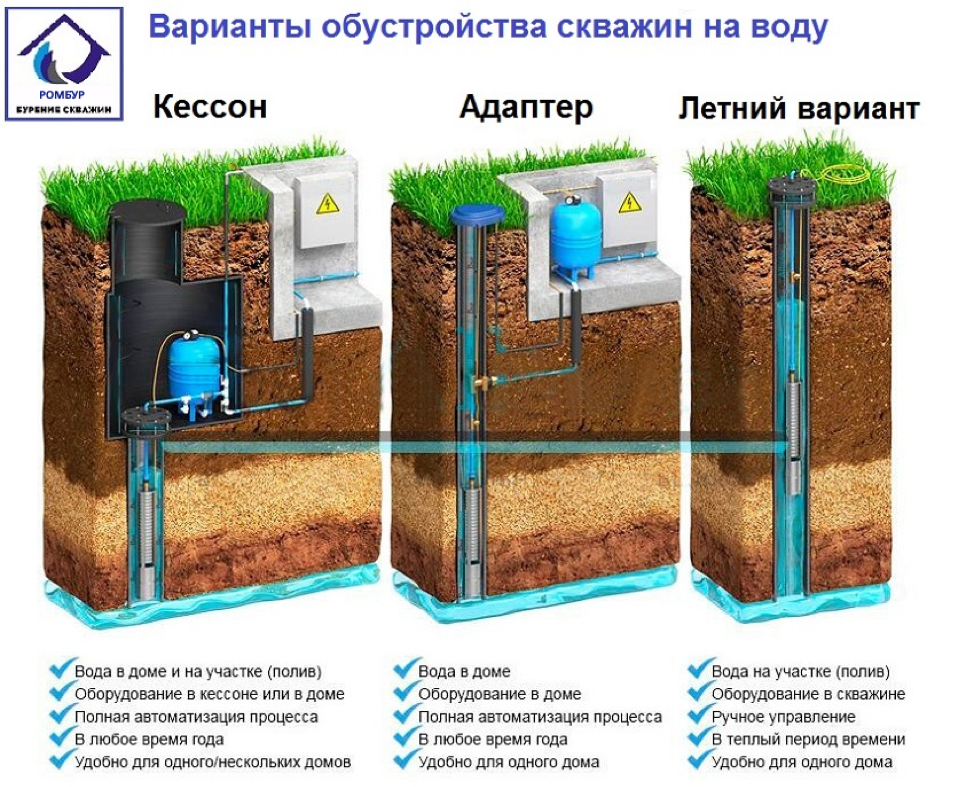 Варианты обустройства скважин на воду
РОМБУР
БУРЕНИЕ СКВАЖИН
Кессон
Адаптер
Летний вариант
Вода в доме и на участке (полив)
Оборудование в кессоне или в доме
Полная автоматизация процесса
В любое время года
Удобно для одного/нескольких домов
Вода в доме
Оборудование в доме
Полная автоматизация процесса
В любое время года
Удобно для одного дома
Вода на участке (полив)
Оборудование в скважине
Ручное управление
В теплый период времени
Удобно для одного дома